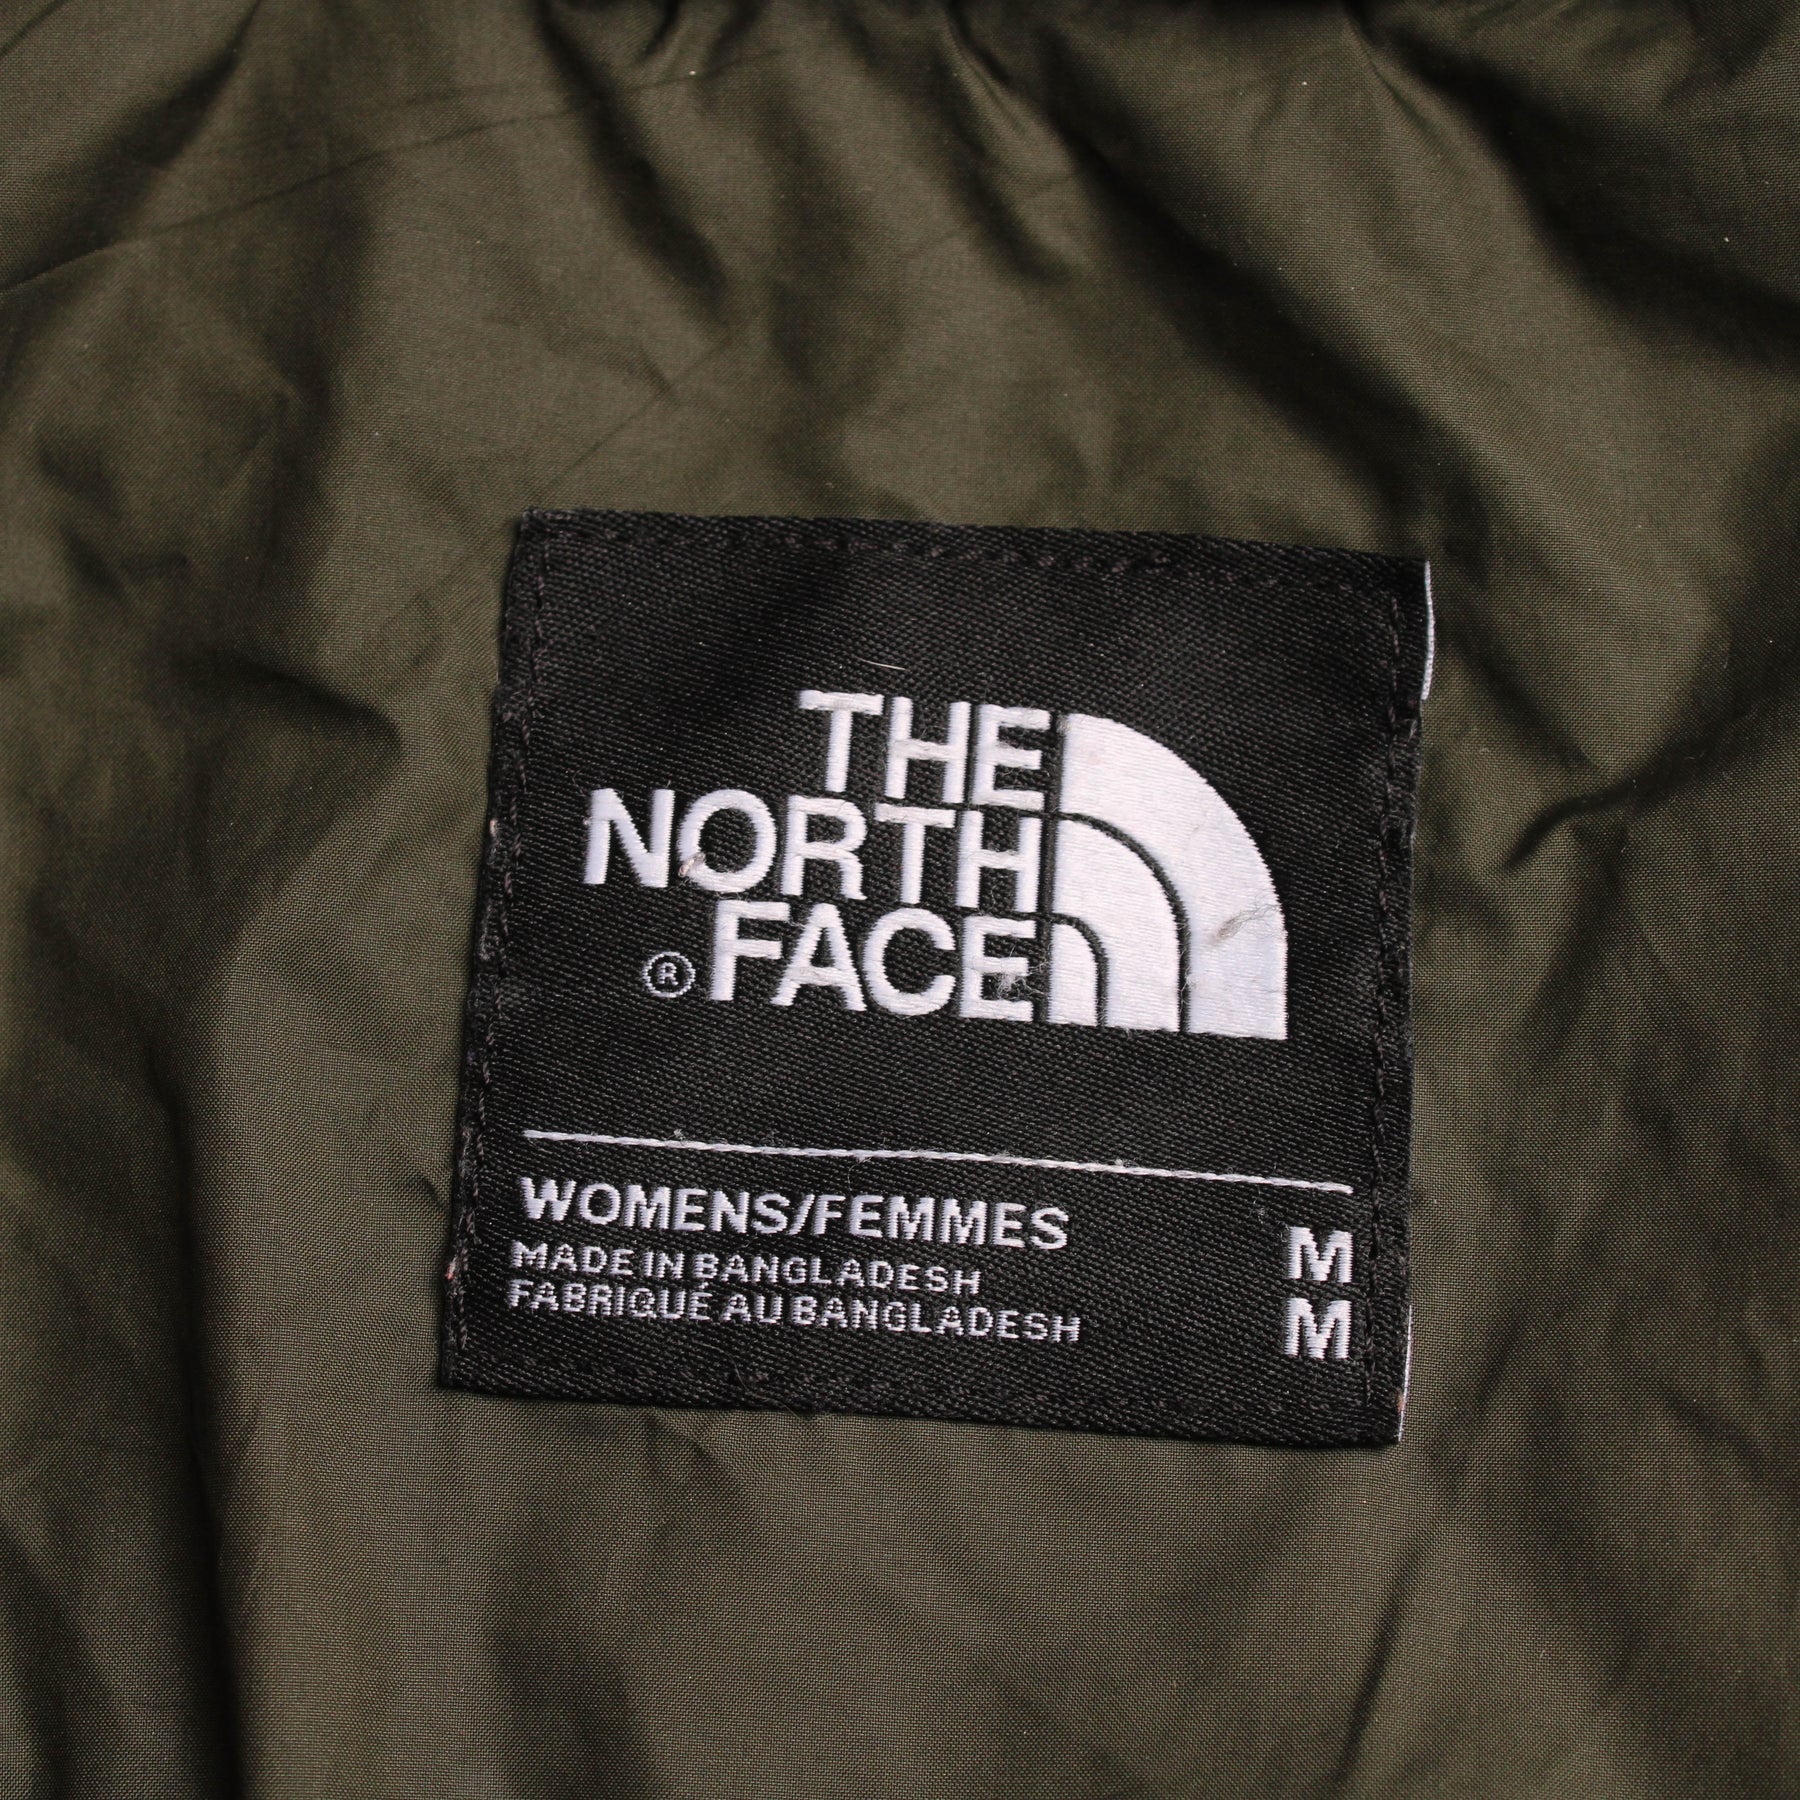 THE
NORTH
® FACE
WOMENS/FEMMES M
MADE IN BANGLADESH
FABRIQUÉ AU BANGLADESH M